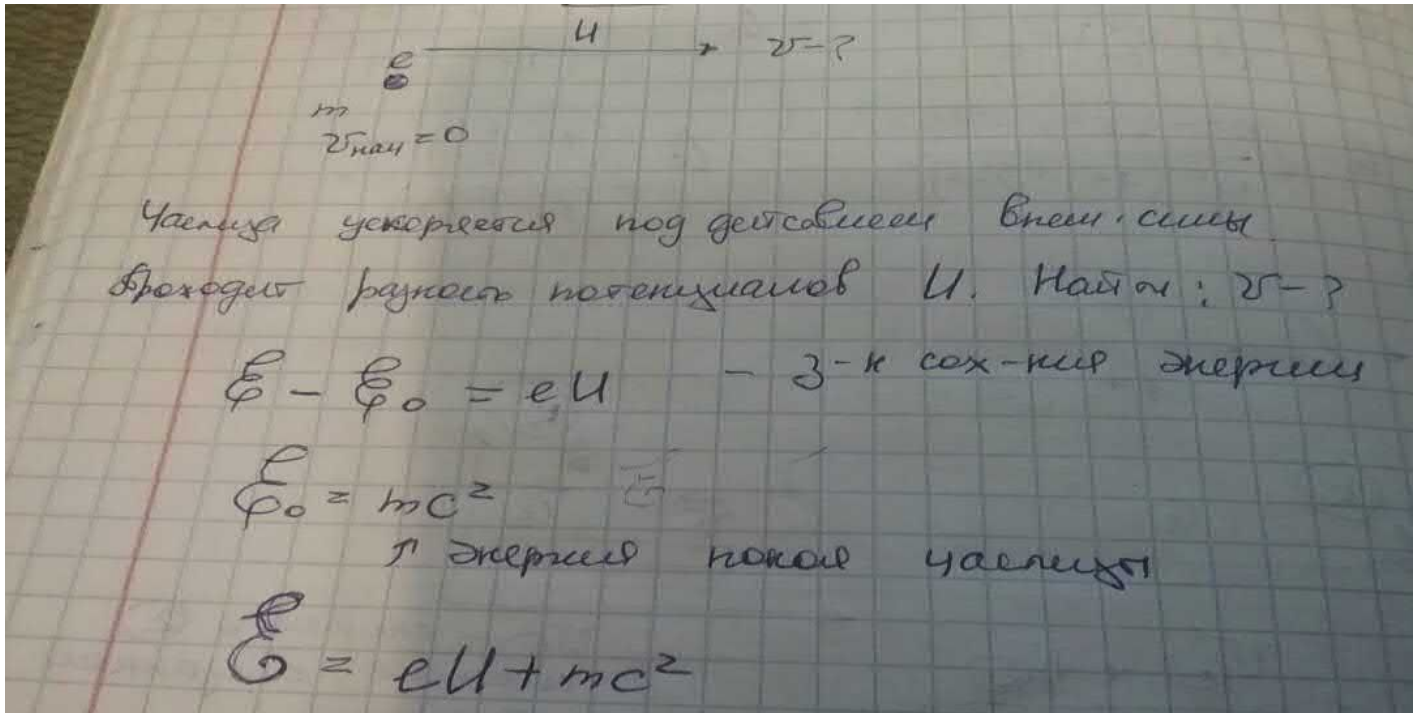 U
e v-?
m
v нач = 0
Частица ускоряется под действием внеш. силы.
Проходит разность потенциалов U. Найти: v-?
ℰ - ℰ₀ = eU - З-н сох-ния энергии
ℰ₀ = mc²
↑ энергия покоя частицы
ℰ = eU + mc²